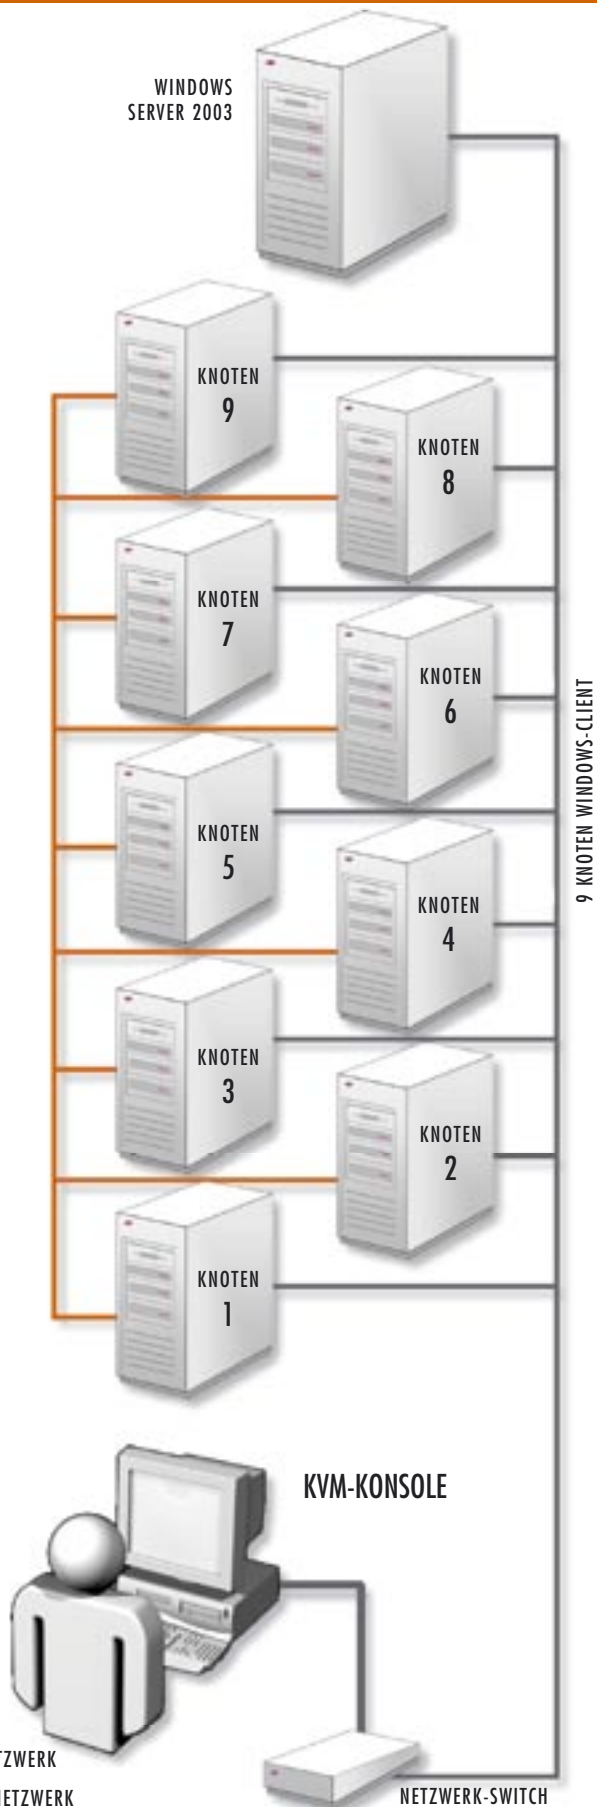 WINDOWS
SERVER 2003
KNOTEN
9
KNOTEN
8
KNOTEN
7
KNOTEN
6
9 KNOTEN WINDOWS-CLIENT
KNOTEN
5
KNOTEN
4
KNOTEN
3
KNOTEN
2
KNOTEN
1
KVM-KONSOLE
NETZWERK-SWITCH